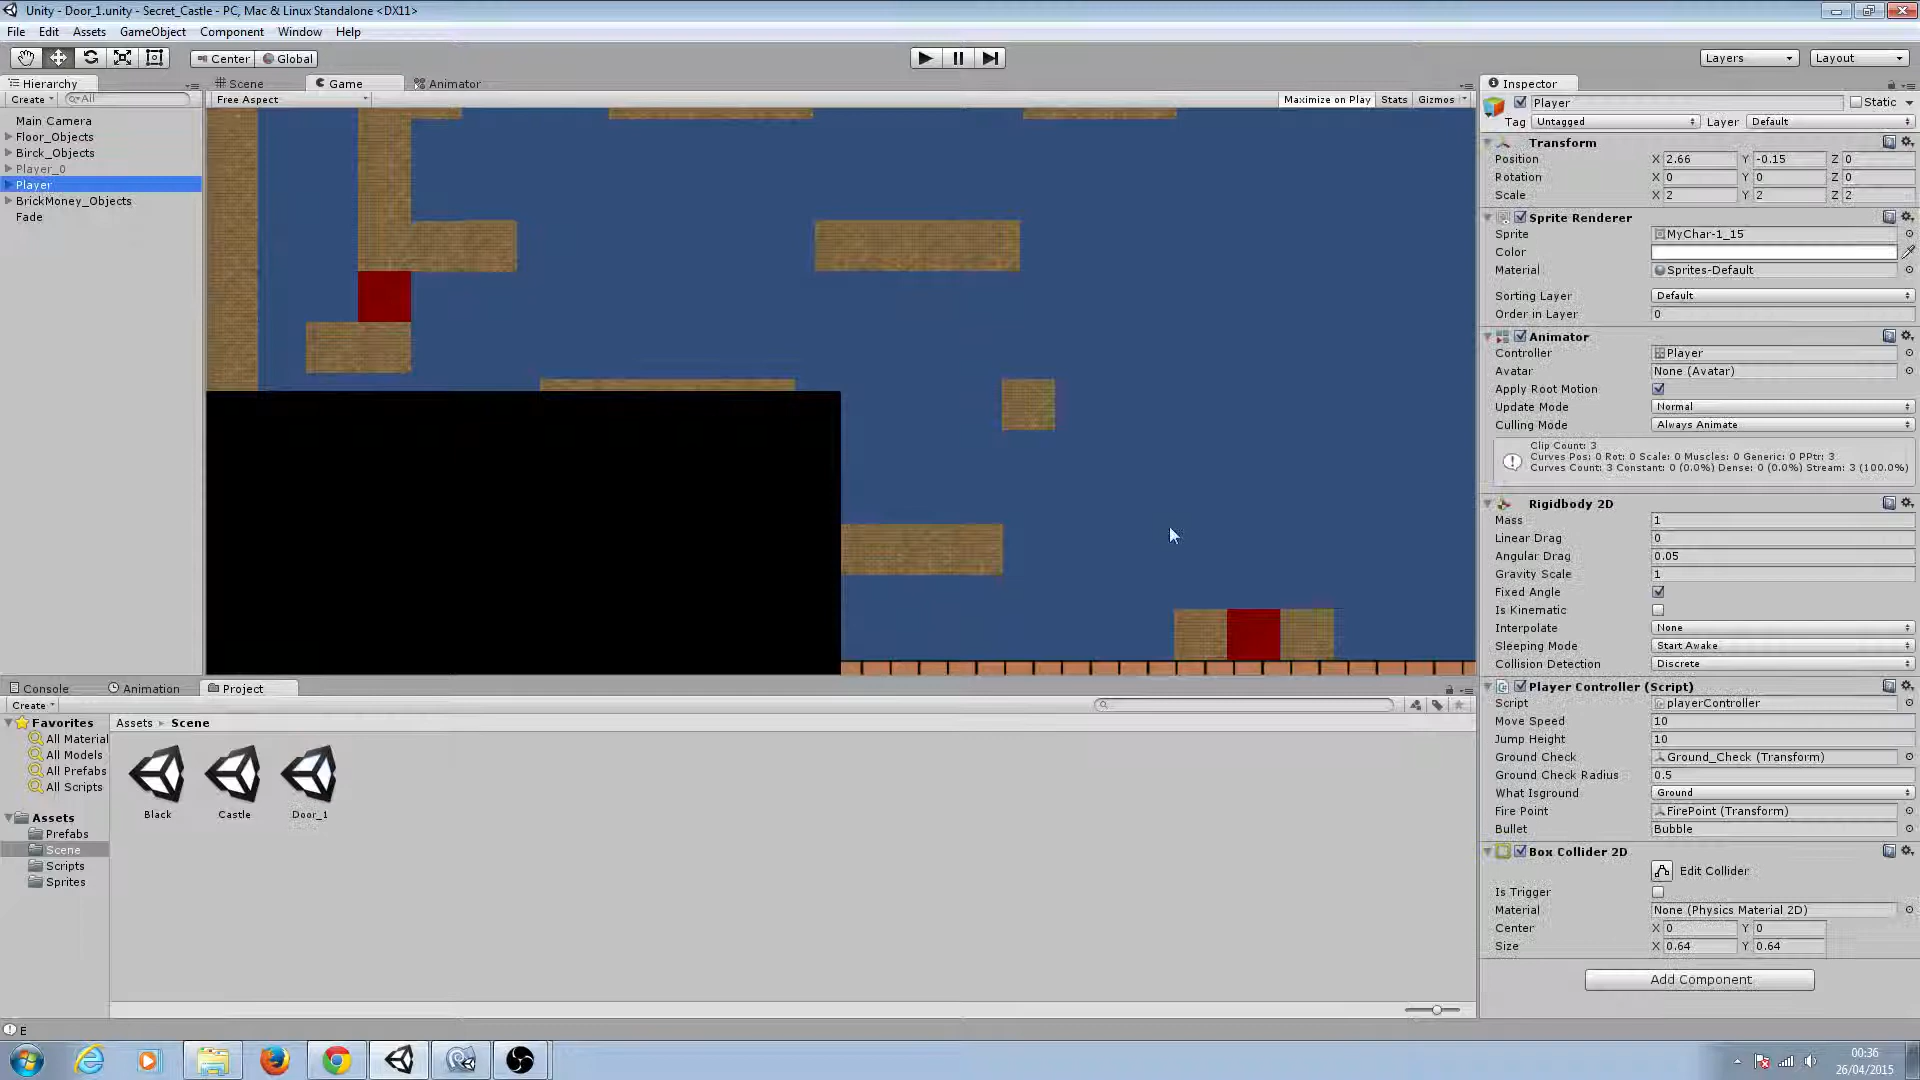 Unity - Door_1.unity - Secret_Castle - PC, Mac & Linux Standalone <DX11>
File Edit Assets GameObject Component Window Help
Center Global Layers Layout
Hierarchy Scene Game Animator Inspector
Create All Free Aspect Maximize on Play Stats Gizmos
Player Static
Tag Untagged Layer Default
Main Camera
Floor_Objects
Birck_Objects
Player_0
Player
BrickMoney_Objects
Fade
Transform
Position X 2.66 Y -0.15 Z 0
Rotation X 0 Y 0 Z 0
Scale X 2 Y 2 Z 2
Sprite Renderer
Sprite MyChar-1_15
Color
Material Sprites-Default
Sorting Layer Default
Order in Layer 0
Animator
Controller Player
Avatar None (Avatar)
Apply Root Motion
Update Mode Normal
Culling Mode Always Animate
Clip Count: 3
Curves Pos: 0 Rot: 0 Scale: 0 Muscles: 0 Generic: 0 PPtr: 3
Curves Count: 3 Constant: 0 (0.0%) Dense: 0 (0.0%) Stream: 3 (100.0%)
Rigidbody 2D
Mass 1
Linear Drag 0
Angular Drag 0.05
Gravity Scale 1
Fixed Angle
Is Kinematic
Interpolate None
Sleeping Mode Start Awake
Collision Detection Discrete
Player Controller (Script)
Script playerController
Move Speed 10
Jump Height 10
Ground Check Ground_Check (Transform)
Ground Check Radius 0.5
What Isground Ground
Fire Point FirePoint (Transform)
Bullet Bubble
Box Collider 2D
Edit Collider
Is Trigger
Material None (Physics Material 2D)
Center X 0 Y 0
Size X 0.64 Y 0.64
Add Component
Console Animation Project
Create
Favorites
All Material
All Models
All Prefabs
All Scripts
Assets
Prefabs
Scene
Scripts
Sprites
Assets Scene
Black Castle Door_1
E
00:36
26/04/2015